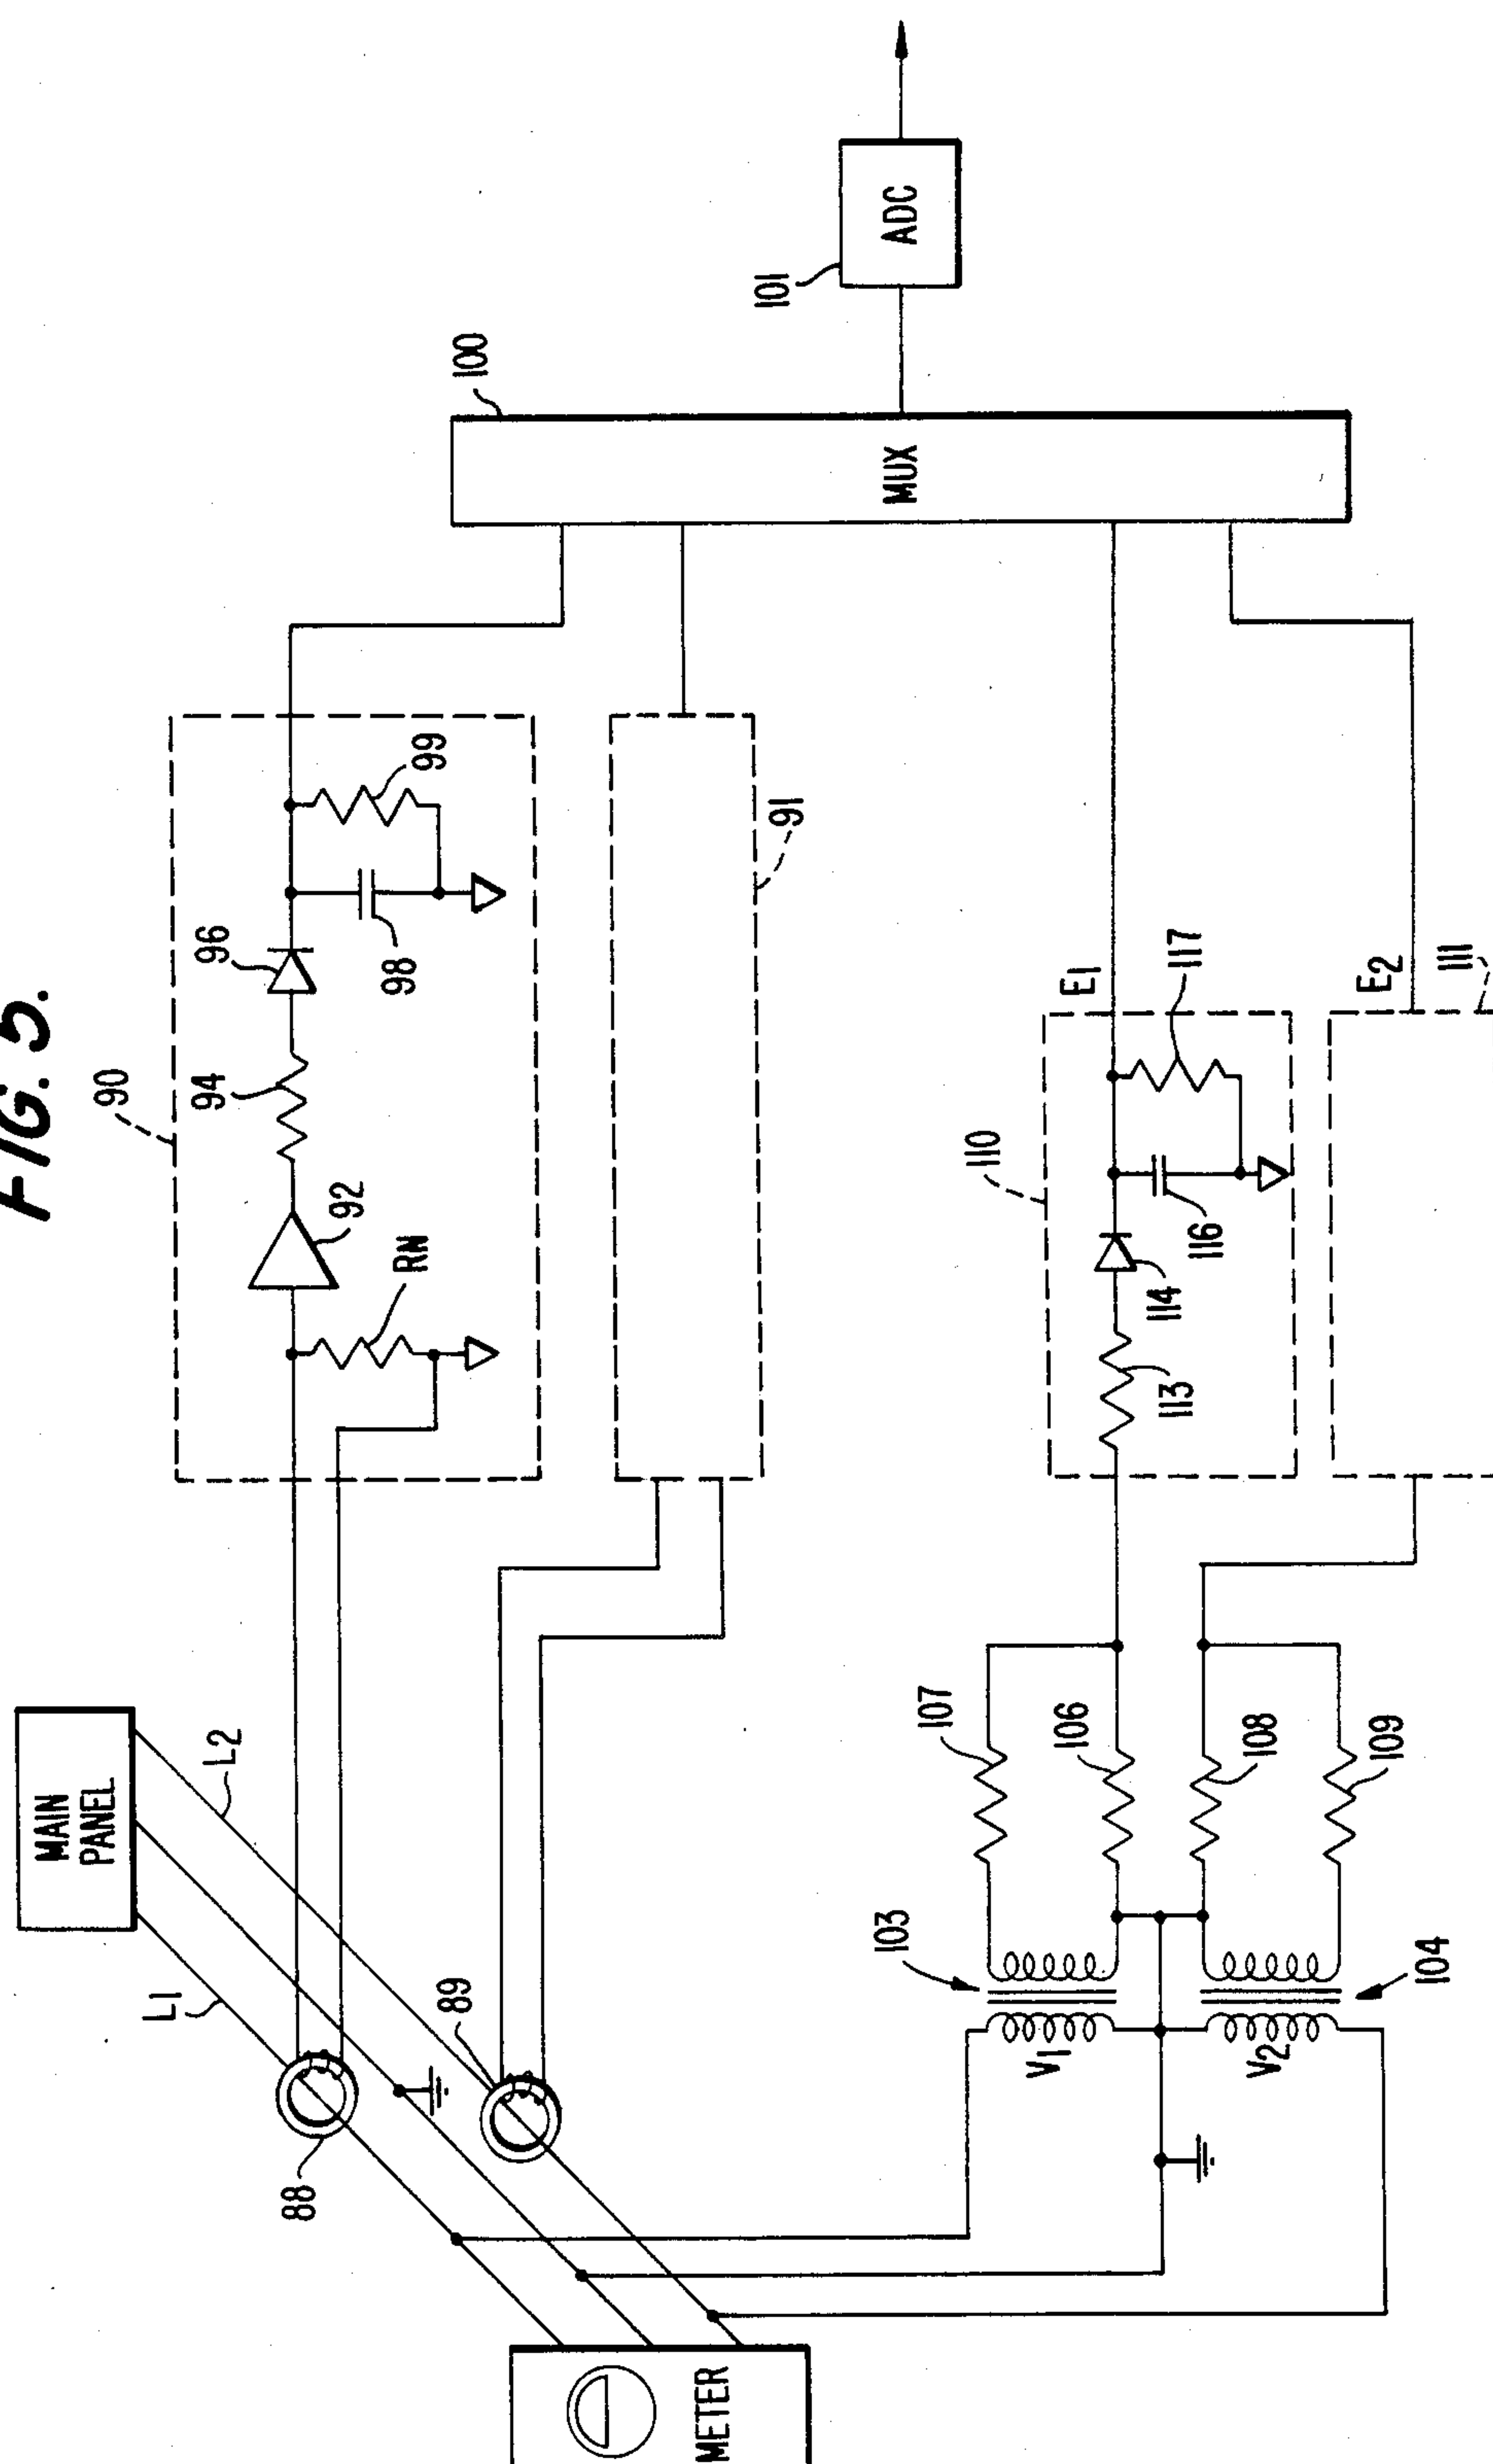 FIG. 5.
MAIN
PANEL
L1
L2
88
89
METER
90
RN
92
94
96
98
99
91
100
MUX
101
ADC
103
104
V1
V2
107
106
108
109
110
113
114
116
117
E1
E2
111